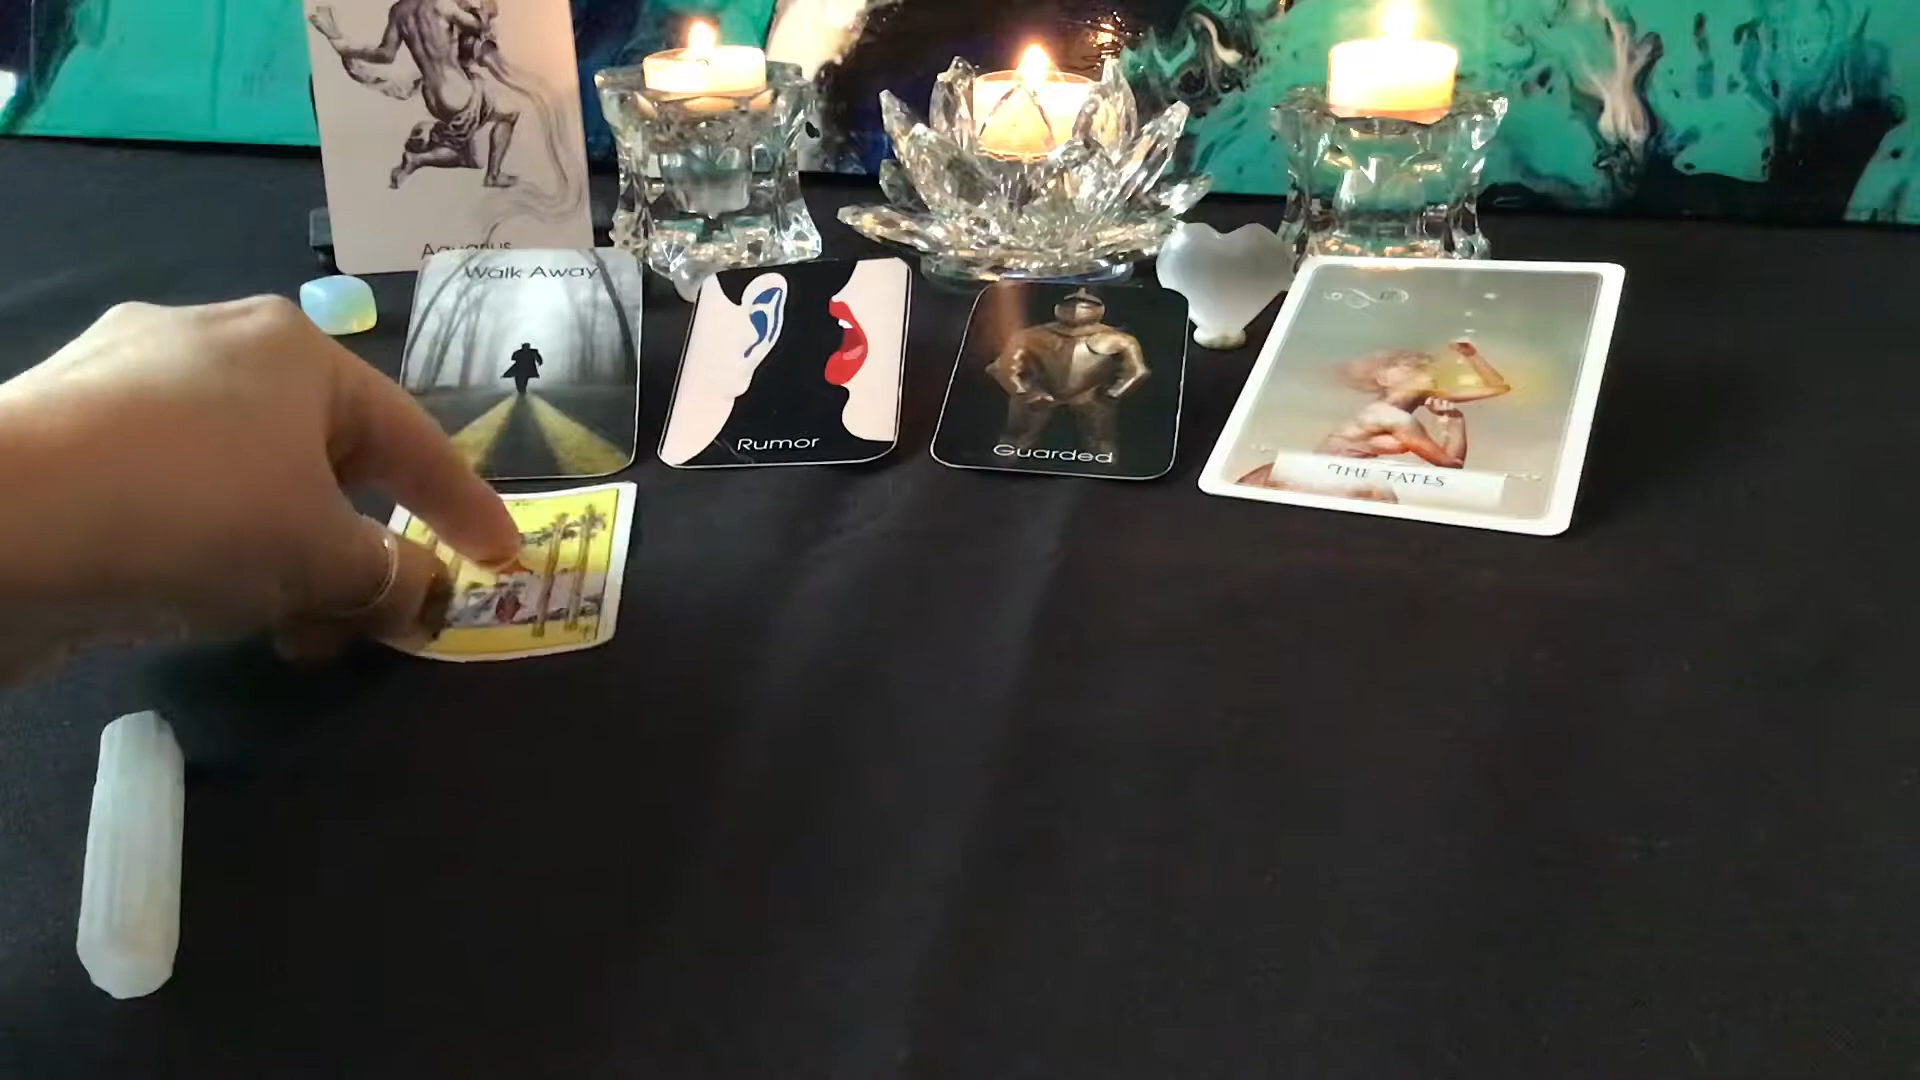 Aquarius
Walk Away
Rumor
Guarded
THE FATES